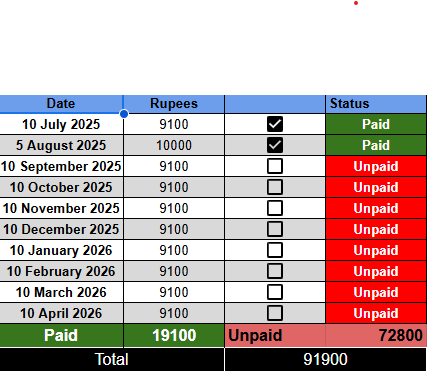 Date Rupees Status
10 July 2025 9100 Paid
5 August 2025 10000 Paid
10 September 2025 9100 Unpaid
10 October 2025 9100 Unpaid
10 November 2025 9100 Unpaid
10 December 2025 9100 Unpaid
10 January 2026 9100 Unpaid
10 February 2026 9100 Unpaid
10 March 2026 9100 Unpaid
10 April 2026 9100 Unpaid
Paid 19100 Unpaid 72800
Total 91900